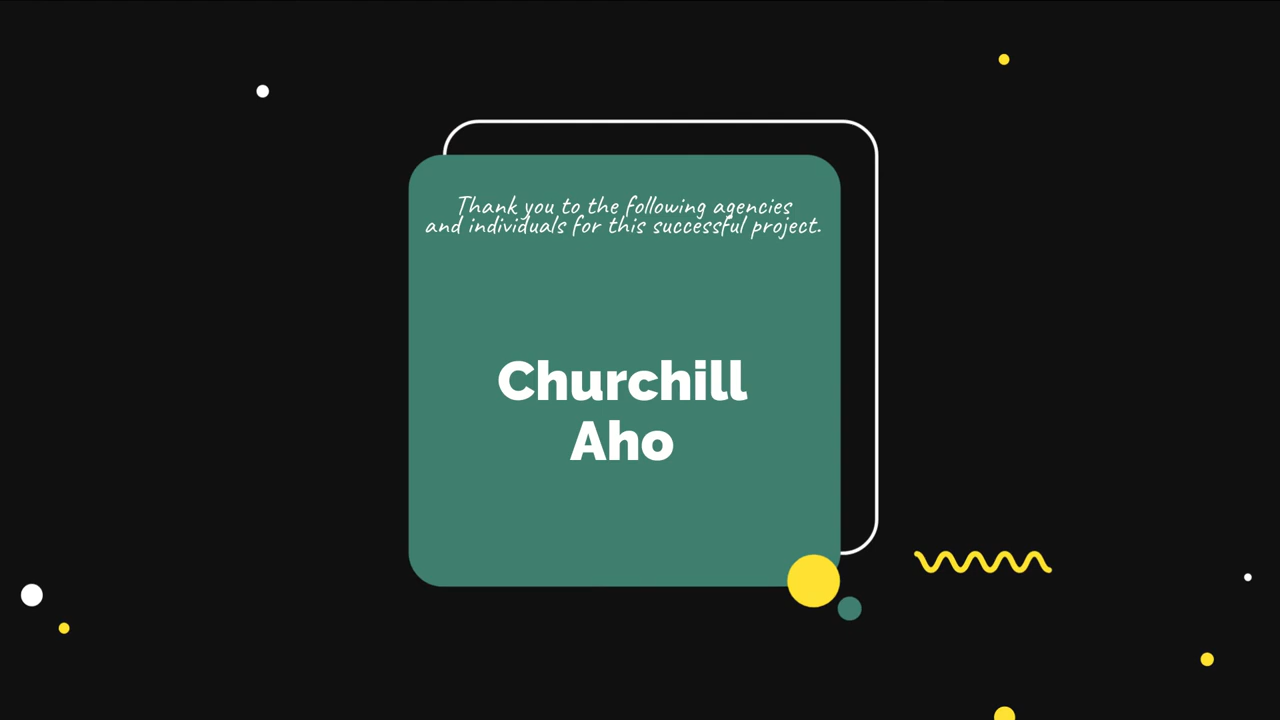 Thank you to the following agencies
and individuals for this successful project.
Churchill
Aho